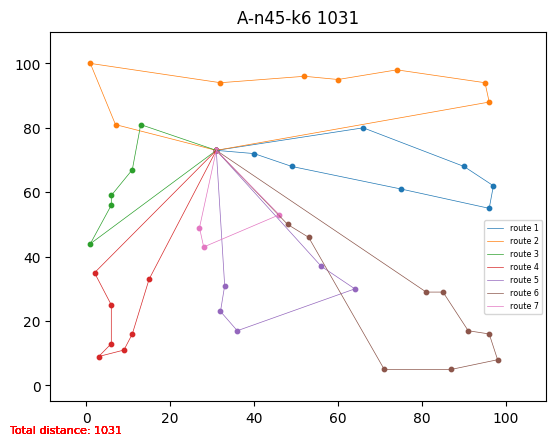 A-n45-k6 1031
100
80
60
40
20
0
0 20 40 60 80 100
route 1
route 2
route 3
route 4
route 5
route 6
route 7
Total distance: 1031